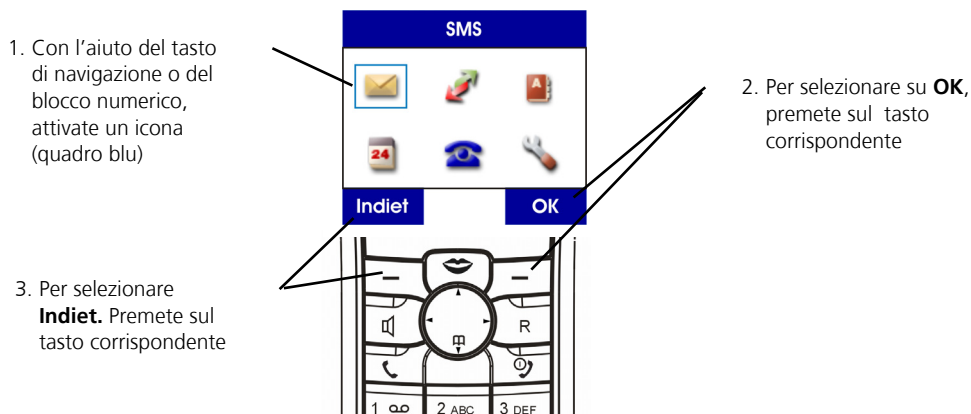 SMS
1. Con l'aiuto del tasto
di navigazione o del
blocco numerico,
attivate un icona
(quadro blu)
A
24
2. Per selezionare su OK,
premete sul tasto
corrispondente
Indiet
OK
3. Per selezionare
Indiet. Premete sul
tasto corrispondente
R
1
2 ABC
3 DEF